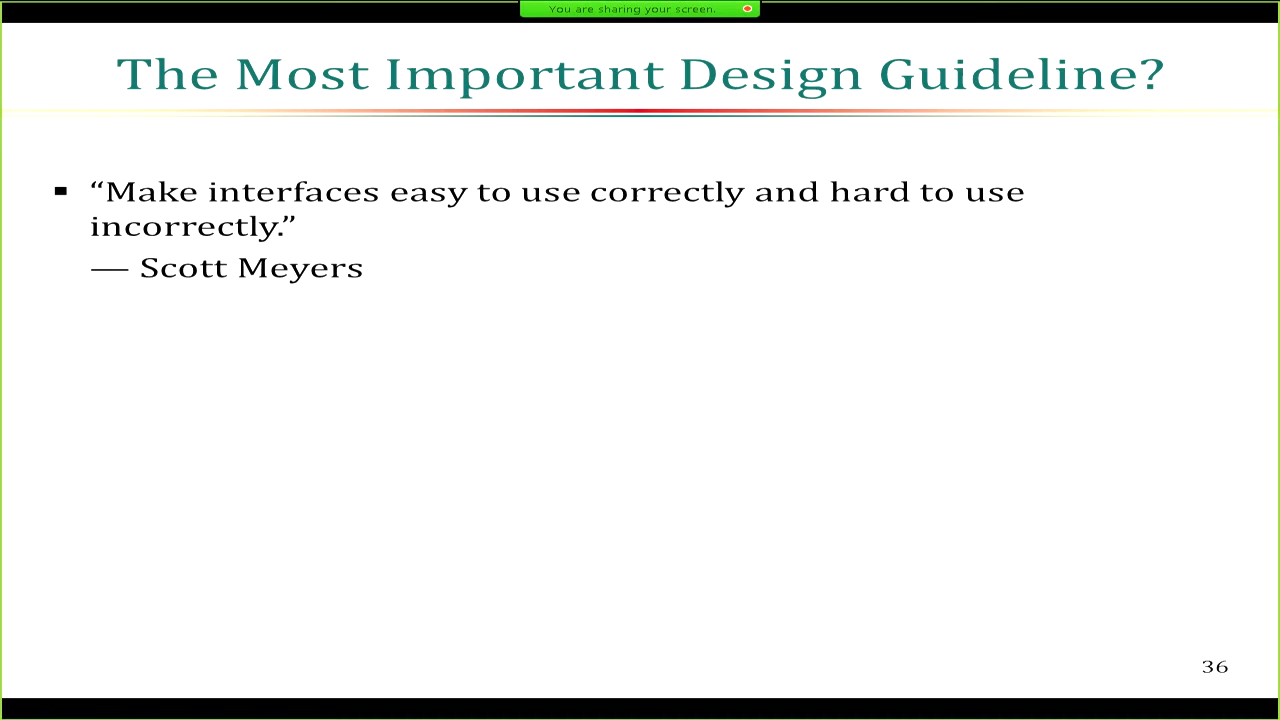 You are sharing your screen.
The Most Important Design Guideline?
“Make interfaces easy to use correctly and hard to use
incorrectly.”
— Scott Meyers
36